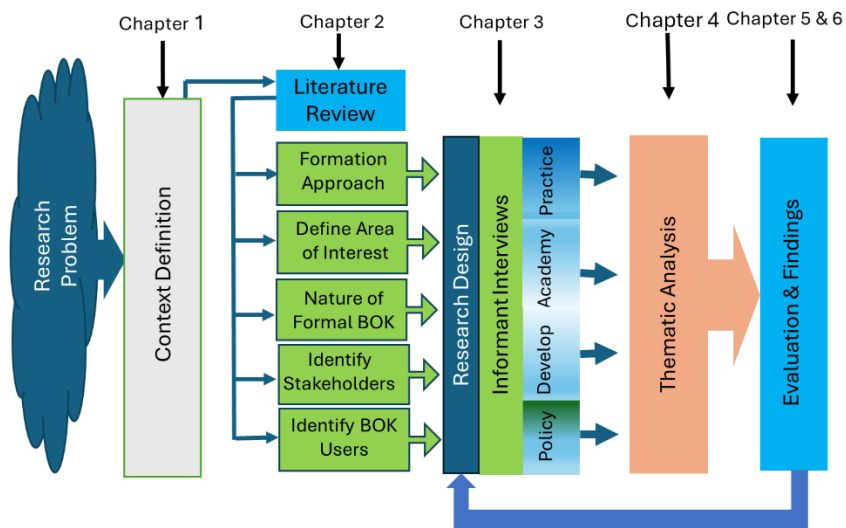 Chapter 1
Chapter 2
Chapter 3
Chapter 4
Chapter 5 & 6
Research
Problem
Context Definition
Literature
Review
Formation
Approach
Define Area
of Interest
Nature of
Formal BOK
Identify
Stakeholders
Identify BOK
Users
Research Design
Informant Interviews
Practice
Academy
Develop
Policy
Thematic Analysis
Evaluation & Findings